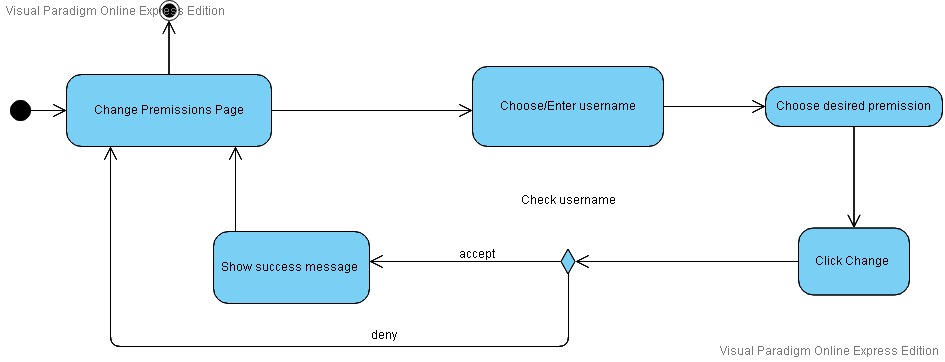 Visual Paradigm Online Express Edition
Change Premissions Page
Choose/Enter username
Choose desired premission
Check username
Show success message
accept
Click Change
deny
Visual Paradigm Online Express Edition